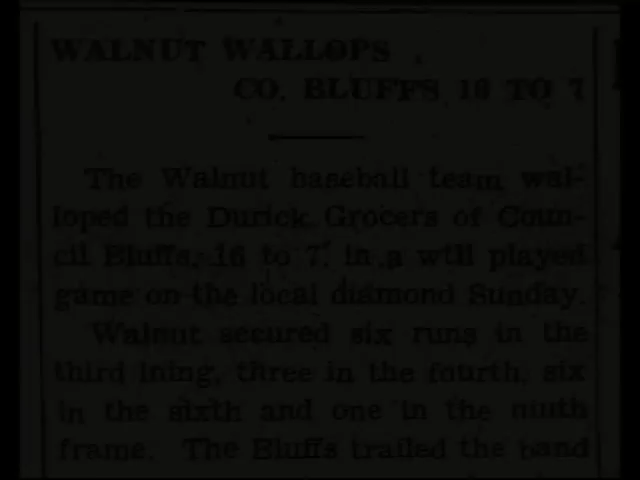 WALNUT WALLOPS
CO. BLUFFS 16 TO 7
The Walnut baseball team wal-
loped the Durick Grocers of Coun-
cil Bluffs, 16 to 7, in a will played
game on the local diamond Sunday.
Walnut secured six runs in the
third ining, three in the fourth, six
in the sixth and one in the ninth
frame. The Bluffs trailed the band